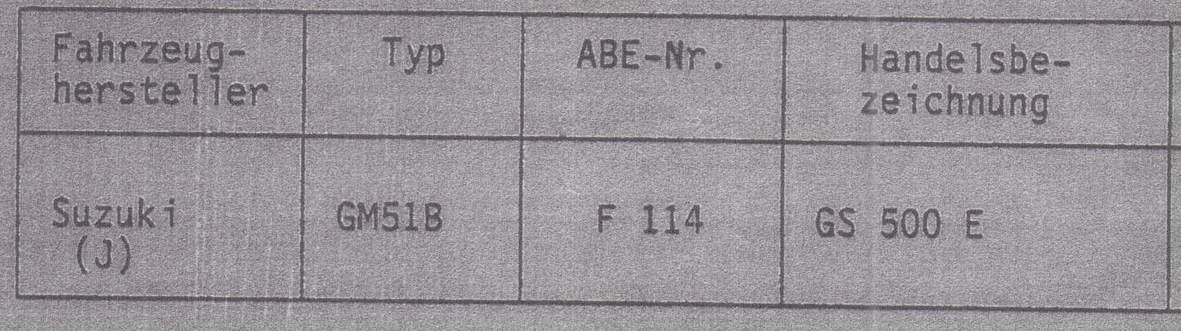 Fahrzeug-
hersteller
Typ
ABE-Nr.
Handelsbe-
zeichnung
Suzuki
(J)
GM51B
F 114
GS 500 E